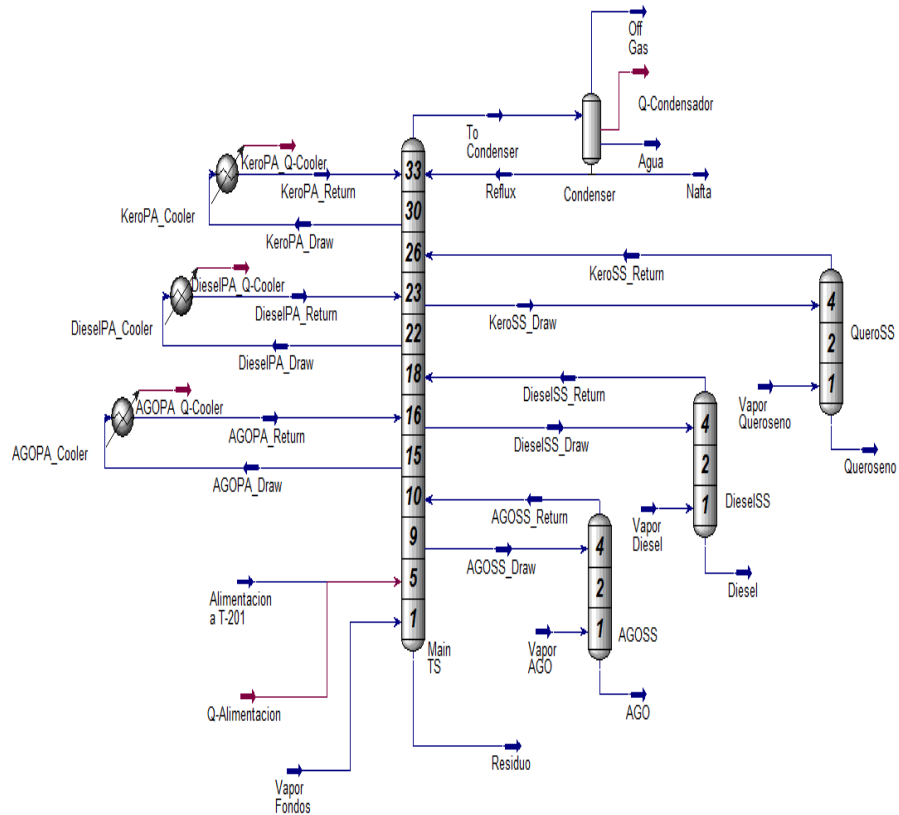 Off
Gas
Q-Condensador
To
Condenser
Agua
KeroPA_Q-Cooler
33
KeroPA_Return
Reflux
Condenser
Nafta
KeroPA_Cooler
30
KeroPA_Draw
26
KeroSS_Return
DieselPA_Q-Cooler
23
DieselPA_Return
KeroSS_Draw
4
QueroSS
DieselPA_Cooler
22
2
DieselPA_Draw
18
DieselSS_Return
1
Vapor
Queroseno
AGOPA_Q-Cooler
16
AGOPA_Return
DieselSS_Draw
4
AGOPA_Cooler
15
2
Queroseno
AGOPA_Draw
10
AGOSS_Return
1
DieselSS
Vapor
Diesel
9
AGOSS_Draw
4
5
2
Diesel
Alimentacion
a T-201
1
1
AGOSS
Main
TS
Vapor
AGO
Q-Alimentacion
AGO
Residuo
Vapor
Fondos